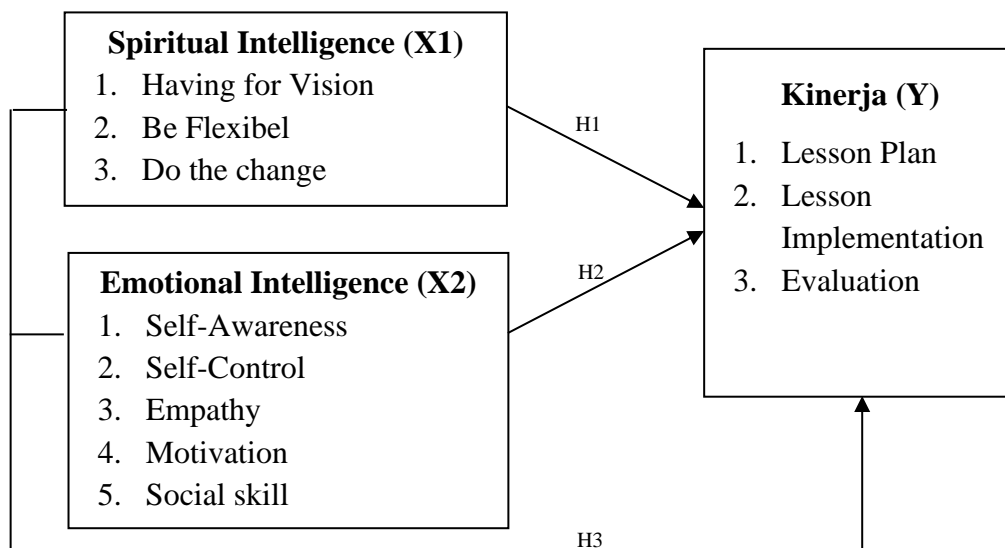 Spiritual Intelligence (X1)
1. Having for Vision
2. Be Flexibel
3. Do the change
H1
Kinerja (Y)
1. Lesson Plan
2. Lesson
Implementation
3. Evaluation
H2
Emotional Intelligence (X2)
1. Self-Awareness
2. Self-Control
3. Empathy
4. Motivation
5. Social skill
H3